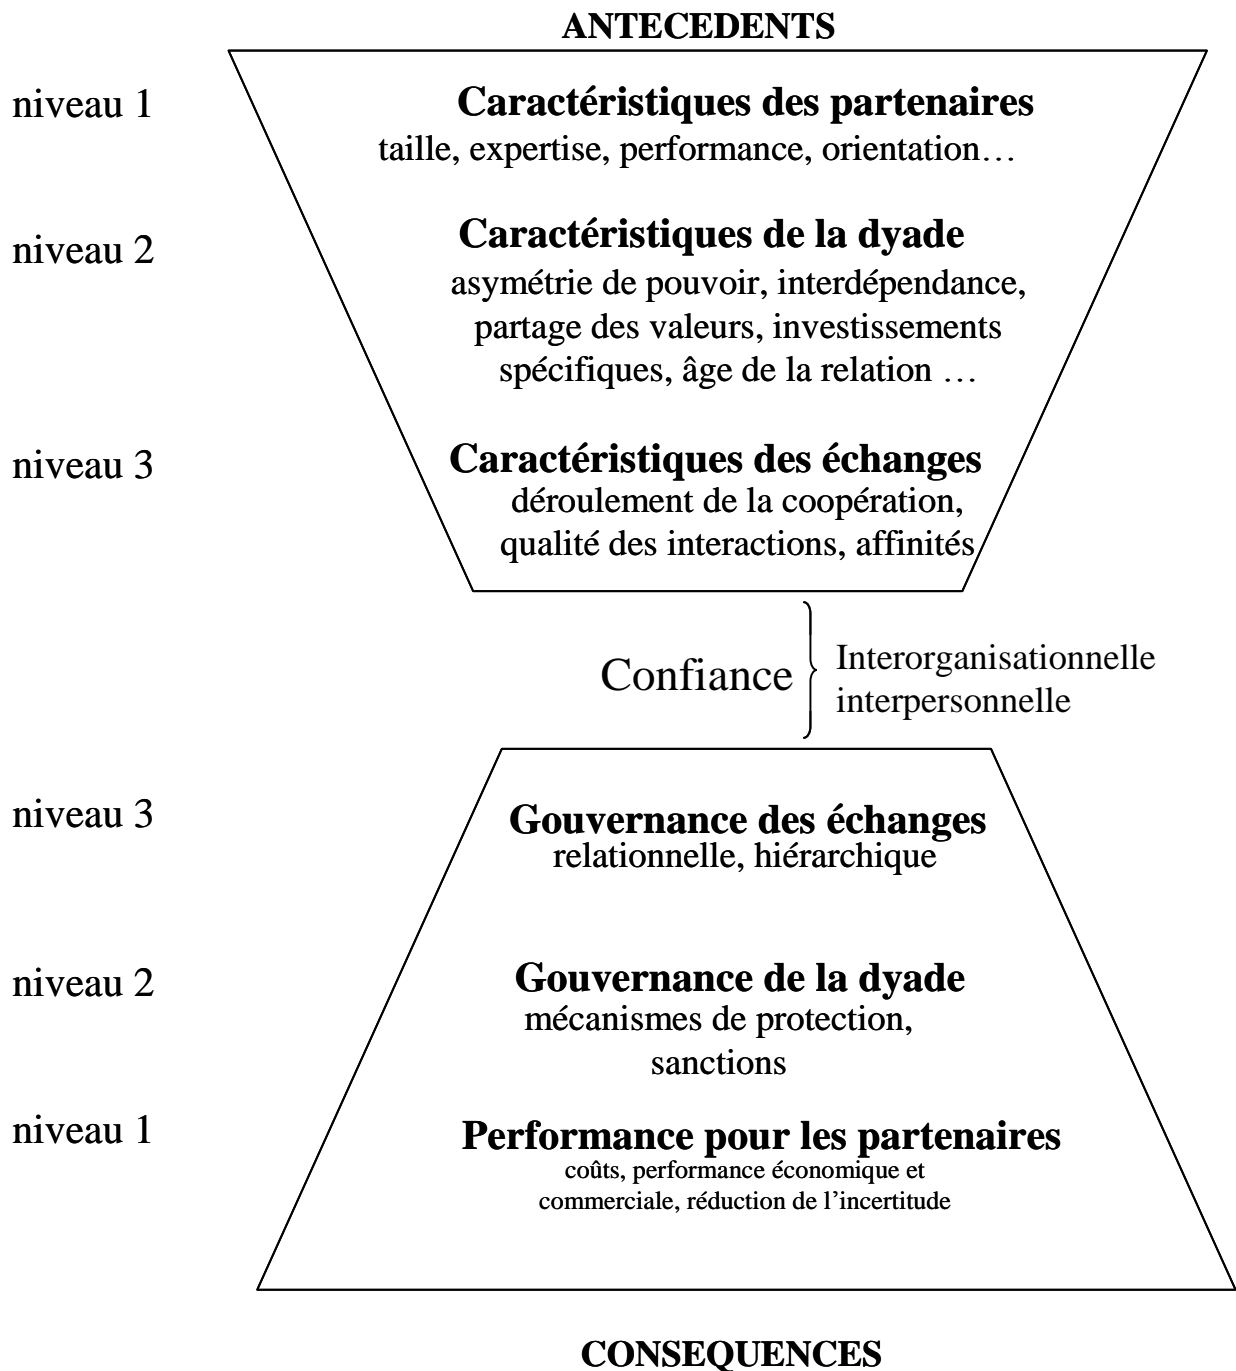 ANTECEDENTS
niveau 1
Caractéristiques des partenaires
taille, expertise, performance, orientation…
niveau 2
Caractéristiques de la dyade
asymétrie de pouvoir, interdépendance,
partage des valeurs, investissements
spécifiques, âge de la relation …
niveau 3
Caractéristiques des échanges
déroulement de la coopération,
qualité des interactions, affinités
Confiance
Interorganisationnelle
interpersonnelle
niveau 3
Gouvernance des échanges
relationnelle, hiérarchique
niveau 2
Gouvernance de la dyade
mécanismes de protection,
sanctions
niveau 1
Performance pour les partenaires
coûts, performance économique et
commerciale, réduction de l’incertitude
CONSEQUENCES